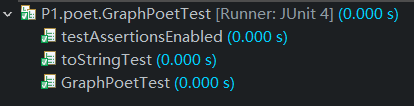 P1.poet.GraphPoetTest [Runner: JUnit 4] (0.000 s)
testAssertionsEnabled (0.000 s)
toStringTest (0.000 s)
GraphPoetTest (0.000 s)